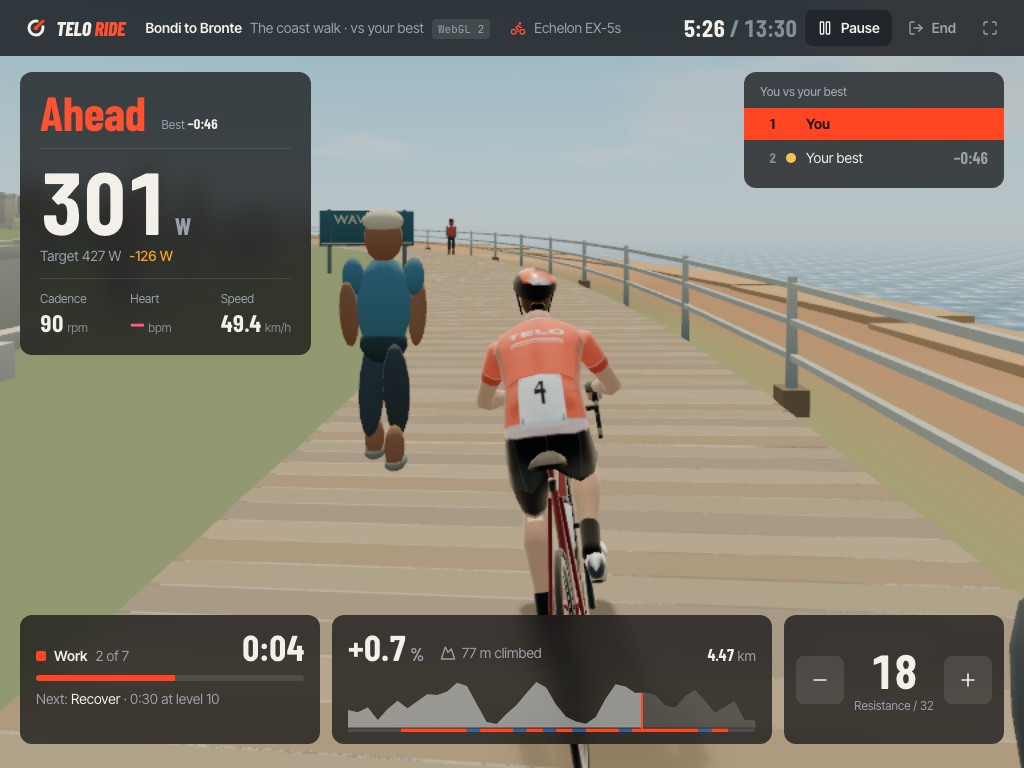 TELO RIDE Bondi to Bronte The coast walk · vs your best WebGL 2 Echelon EX-5s 5:26 / 13:30 Pause End
Ahead Best −0:46
301 W
Target 427 W -126 W
Cadence Heart Speed
90 rpm – bpm 49.4 km/h
You vs your best
1 You
2 Your best −0:46
TELO
4
Work 2 of 7 0:04
Next: Recover · 0:30 at level 10
+0.7 % 77 m climbed 4.47 km
− 18 +
Resistance / 32